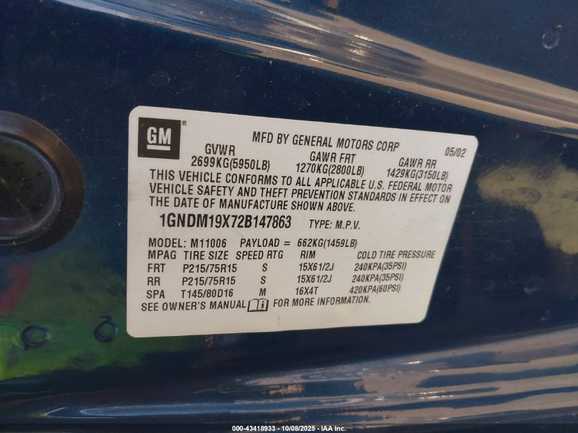 GM
MFD BY GENERAL MOTORS CORP 05/02
GVWR GAWR FRT GAWR RR
2699KG(5950LB) 1270KG(2800LB) 1429KG(3150LB)
THIS VEHICLE CONFORMS TO ALL APPLICABLE U.S. FEDERAL MOTOR
VEHICLE SAFETY AND THEFT PREVENTION STANDARDS IN EFFECT ON
THE DATE OF MANUFACTURE SHOWN ABOVE.
1GNDM19X72B147863 TYPE: M.P.V.
MODEL: M11006 PAYLOAD = 662KG(1459LB)
MPG TIRE SIZE SPEED RTG RIM COLD TIRE PRESSURE
FRT P215/75R15 S 15X61/2J 240KPA(35PSI)
RR P215/75R15 S 15X61/2J 240KPA(35PSI)
SPA T145/80D16 M 16X4T 420KPA(60PSI)
SEE OWNER'S MANUAL FOR MORE INFORMATION.
000-43418933 - 10/08/2025 - IAA Inc.